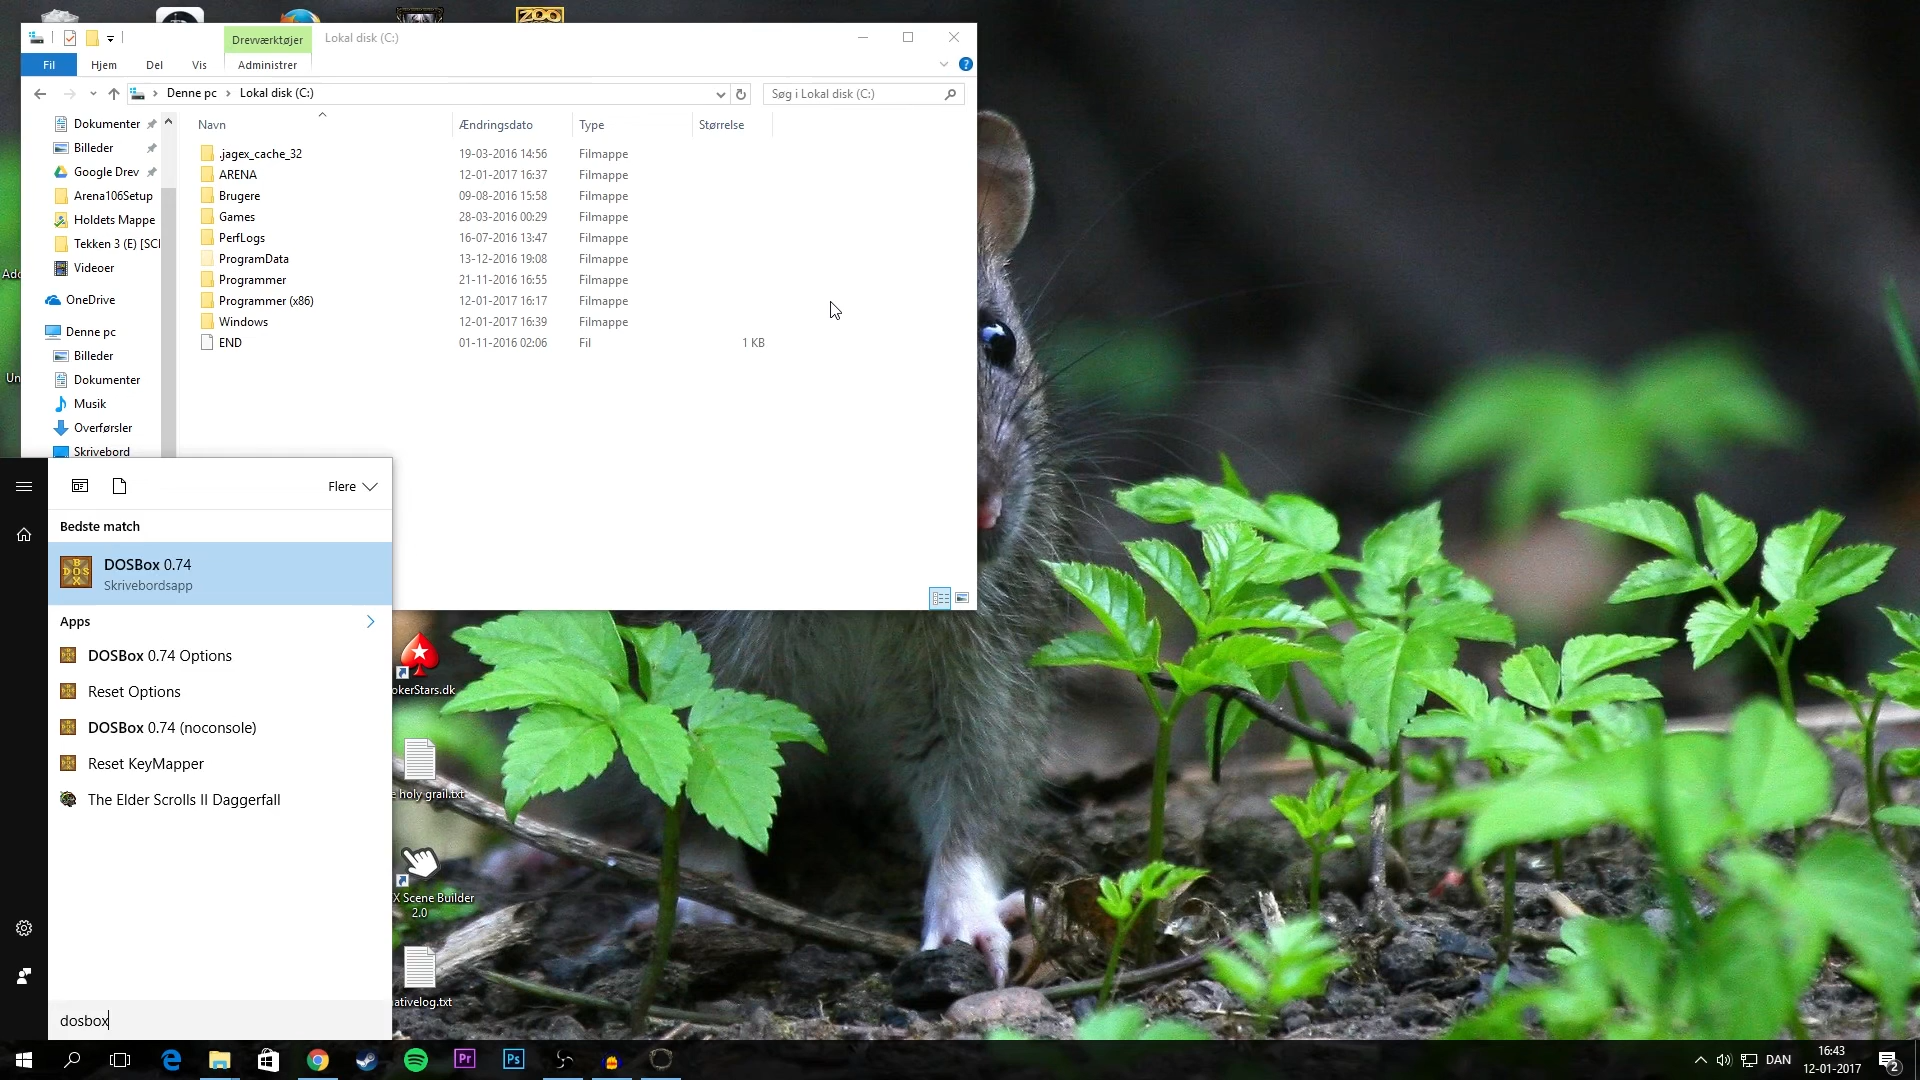 ZOO
Drevværktøjer
Lokal disk (C:)
Fil
Hjem
Del
Vis
Administrer
Denne pc
Lokal disk (C:)
Søg i Lokal disk (C:)
Dokumenter
Billeder
Google Drev
Arena106Setup
Holdets Mappe
Tekken 3 (E) [SCI
Videoer
OneDrive
Denne pc
Billeder
Dokumenter
Musik
Overførsler
Skrivebord
Navn
Ændringsdato
Type
Størrelse
.jagex_cache_32 19-03-2016 14:56 Filmappe
ARENA 12-01-2017 16:37 Filmappe
Brugere 09-08-2016 15:58 Filmappe
Games 28-03-2016 00:29 Filmappe
PerfLogs 16-07-2016 13:47 Filmappe
ProgramData 13-12-2016 19:08 Filmappe
Programmer 21-11-2016 16:55 Filmappe
Programmer (x86) 12-01-2017 16:17 Filmappe
Windows 12-01-2017 16:39 Filmappe
END 01-11-2016 02:06 Fil 1 KB
Flere
Bedste match
DOSBox 0.74
Skrivebordsapp
Apps
DOSBox 0.74 Options
Reset Options
DOSBox 0.74 (noconsole)
Reset KeyMapper
The Elder Scrolls II Daggerfall
dosbox
okerStars.dk
e holy grail.txt
X Scene Builder
2.0
ativelog.txt
Pr
Ps
DAN
16:43
12-01-2017
2